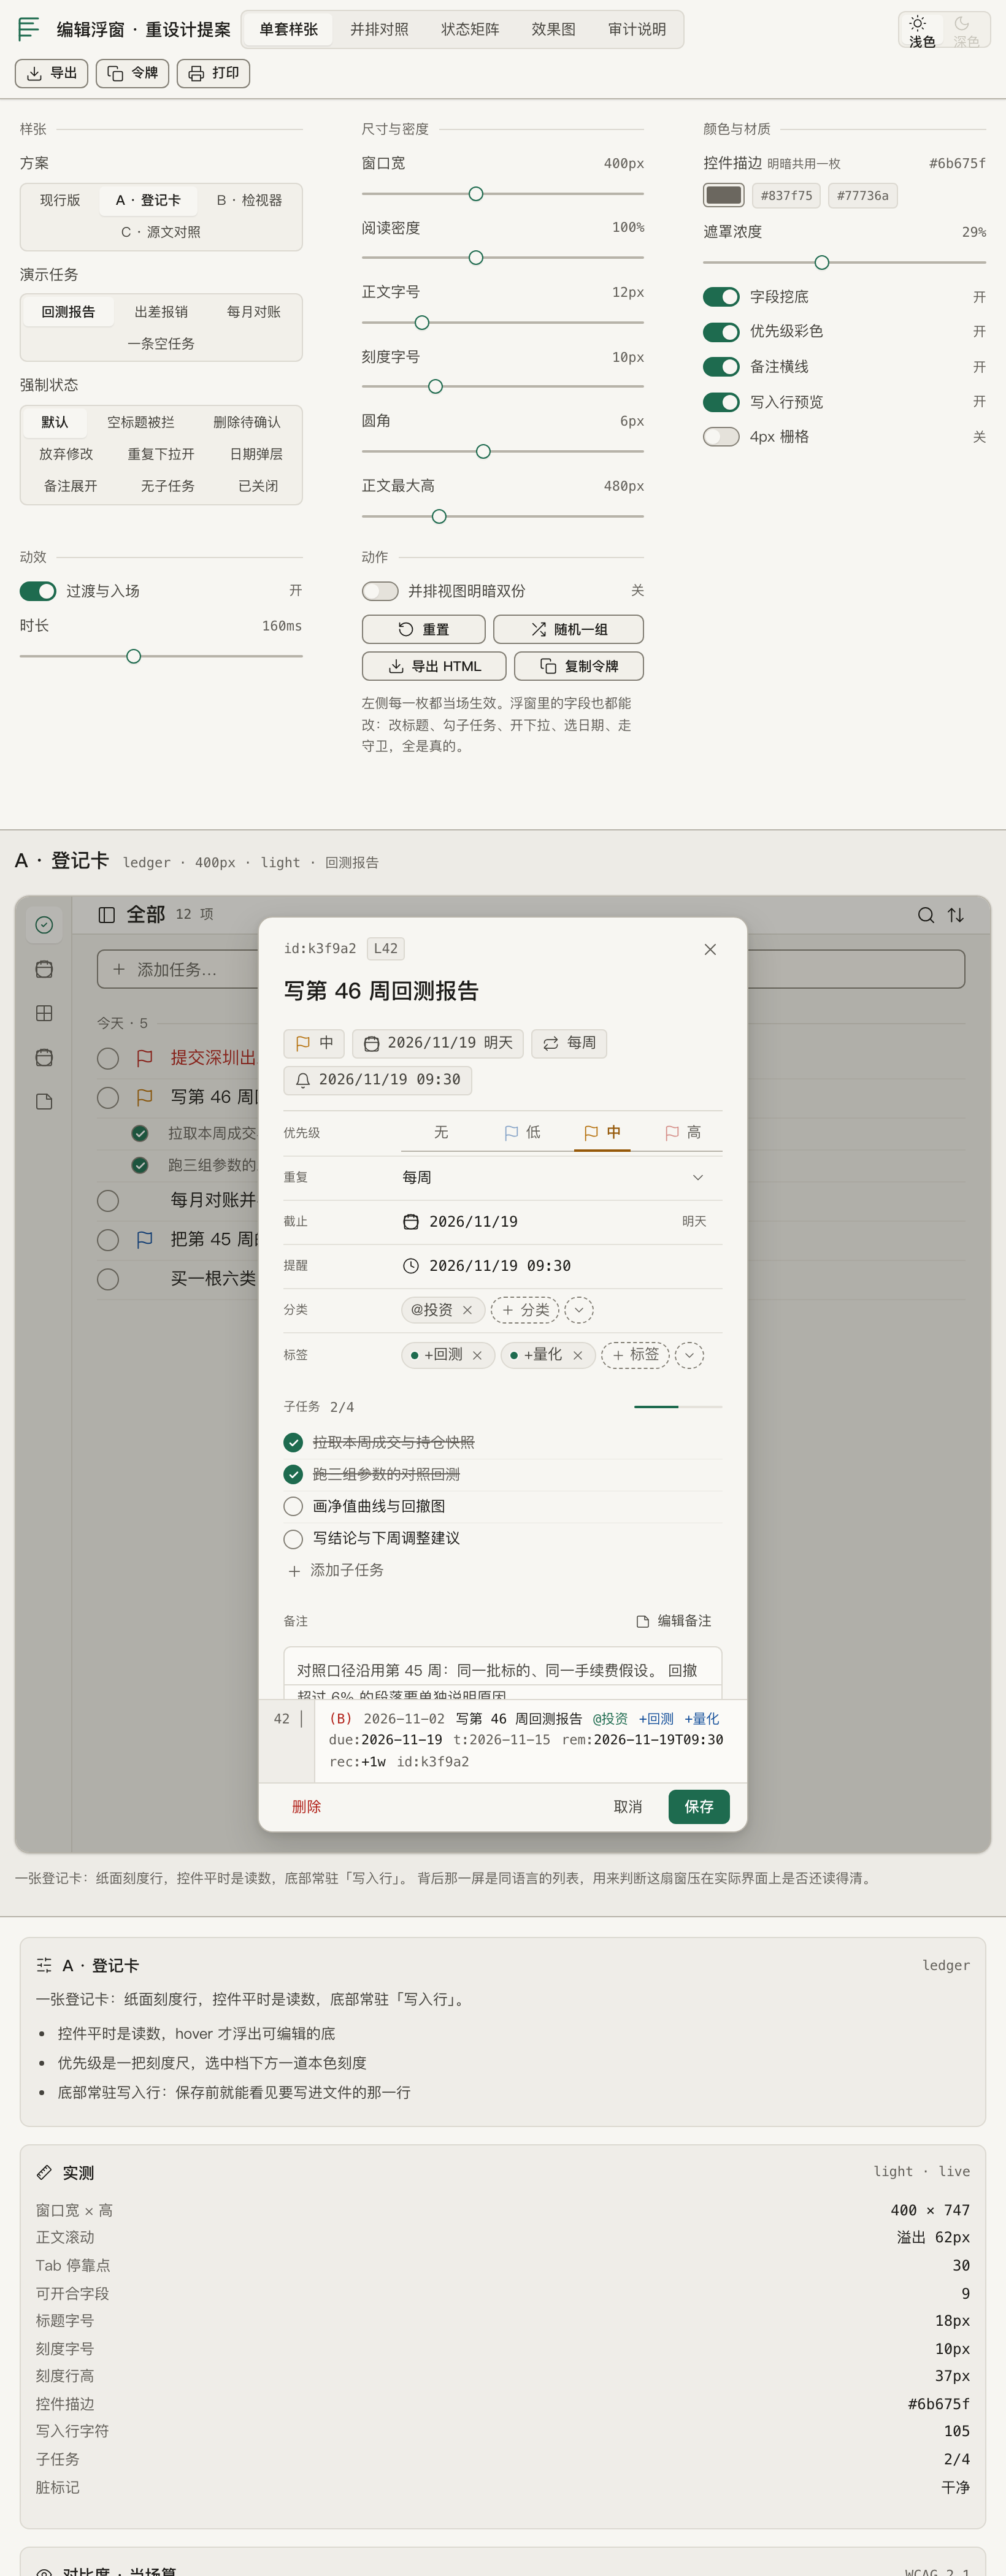 编辑浮窗 · 重设计提案
单套样张 并排对照 状态矩阵 效果图 审计说明
浅色 深色
导出 令牌 打印
样张
方案
现行版 A · 登记卡 B · 检视器
C · 源文对照
演示任务
回测报告 出差报销 每月对账
一条空任务
强制状态
默认 空标题被拦 删除待确认
放弃修改 重复下拉开 日期弹层
备注展开 无子任务 已关闭
尺寸与密度
窗口宽 400px
阅读密度 100%
正文字号 12px
刻度字号 10px
圆角 6px
正文最大高 480px
颜色与材质
控件描边 明暗共用一枚 #6b675f
#837f75 #77736a
遮罩浓度 29%
字段挖底 开
优先级彩色 开
备注横线 开
写入行预览 开
4px 栅格 关
动效
过渡与入场 开
时长 160ms
动作
并排视图明暗双份 关
重置 随机一组
导出 HTML 复制令牌
左侧每一枚都当场生效。浮窗里的字段也都能
改：改标题、勾子任务、开下拉、选日期、走
守卫，全是真的。
A · 登记卡 ledger · 400px · light · 回测报告
全部 12 项
添加任务…
今天 · 5
提交深圳出
写第 46 周
拉取本周成交
跑三组参数的
每月对账并
把第 45 周
买一根六类
id:k3f9a2 L42
写第 46 周回测报告
中 2026/11/19 明天 每周
2026/11/19 09:30
优先级 无 低 中 高
重复 每周
截止 2026/11/19 明天
提醒 2026/11/19 09:30
分类 @投资 + 分类
标签 +回测 +量化 + 标签
子任务 2/4
拉取本周成交与持仓快照
跑三组参数的对照回测
画净值曲线与回撤图
写结论与下周调整建议
添加子任务
备注 编辑备注
对照口径沿用第 45 周：同一批标的、同一手续费假设。 回撤
超过 6% 的段落要单独说明原因
42 (B) 2026-11-02 写第 46 周回测报告 @投资 +回测 +量化
due:2026-11-19 t:2026-11-15 rem:2026-11-19T09:30
rec:+1w id:k3f9a2
删除 取消 保存
一张登记卡：纸面刻度行，控件平时是读数，底部常驻「写入行」。 背后那一屏是同语言的列表，用来判断这扇窗压在实际界面上是否还读得清。
A · 登记卡 ledger
一张登记卡：纸面刻度行，控件平时是读数，底部常驻「写入行」。
• 控件平时是读数，hover 才浮出可编辑的底
• 优先级是一把刻度尺，选中档下方一道本色刻度
• 底部常驻写入行：保存前就能看见要写进文件的那一行
实测 light · live
窗口宽 × 高 400 × 747
正文滚动 溢出 62px
Tab 停靠点 30
可开合字段 9
标题字号 18px
刻度字号 10px
刻度行高 37px
控件描边 #6b675f
写入行字符 105
子任务 2/4
脏标记 干净
对比度 · 当场算 WCAG 2.1